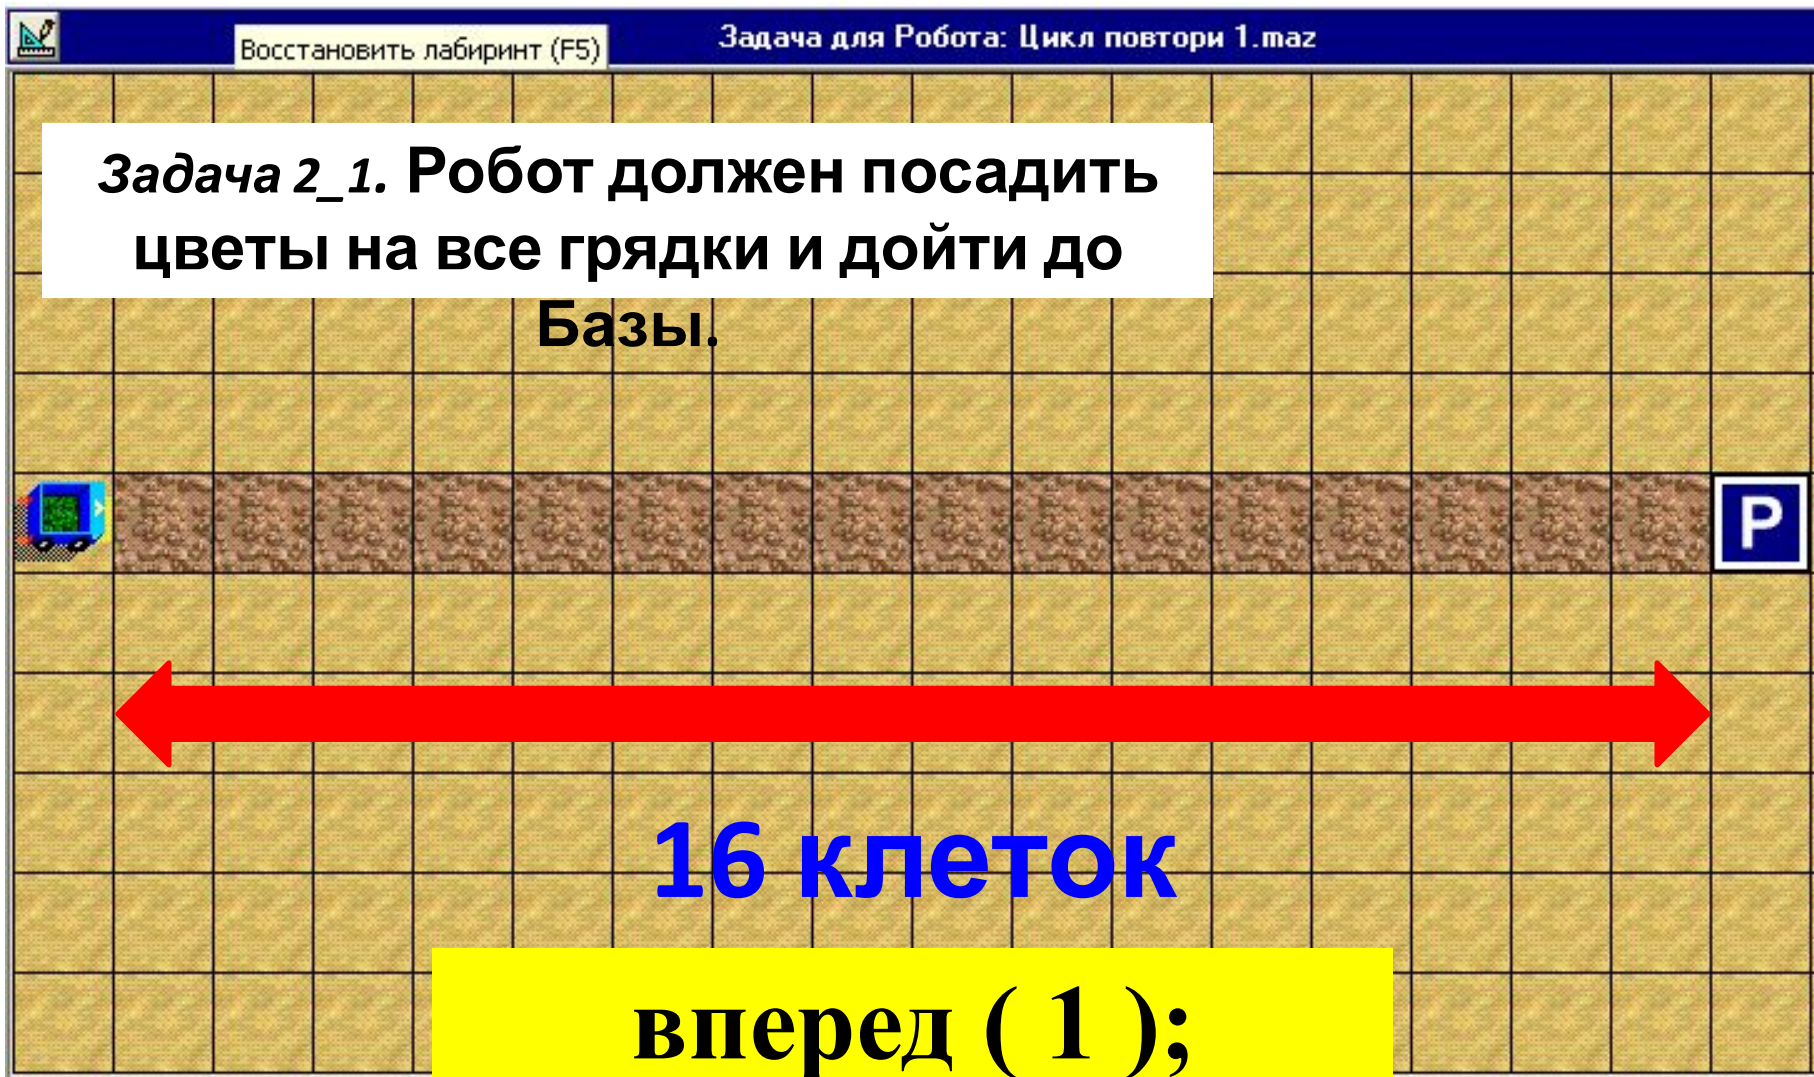 Восстановить лабиринт (F5)
Задача для Робота: Цикл повтори 1.maz
Задача 2_1. Робот должен посадить
цветы на все грядки и дойти до
Базы.
P
16 клеток
вперед ( 1 );